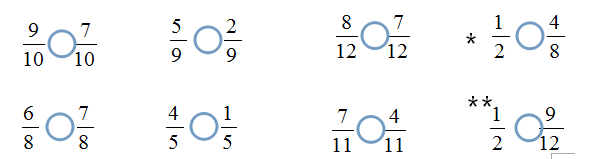 9/10 ○ 7/10 5/9 ○ 2/9 8/12 ○ 7/12 * 1/2 ○ 4/8
6/8 ○ 7/8 4/5 ○ 1/5 7/11 ○ 4/11 ** 1/2 ○ 9/12